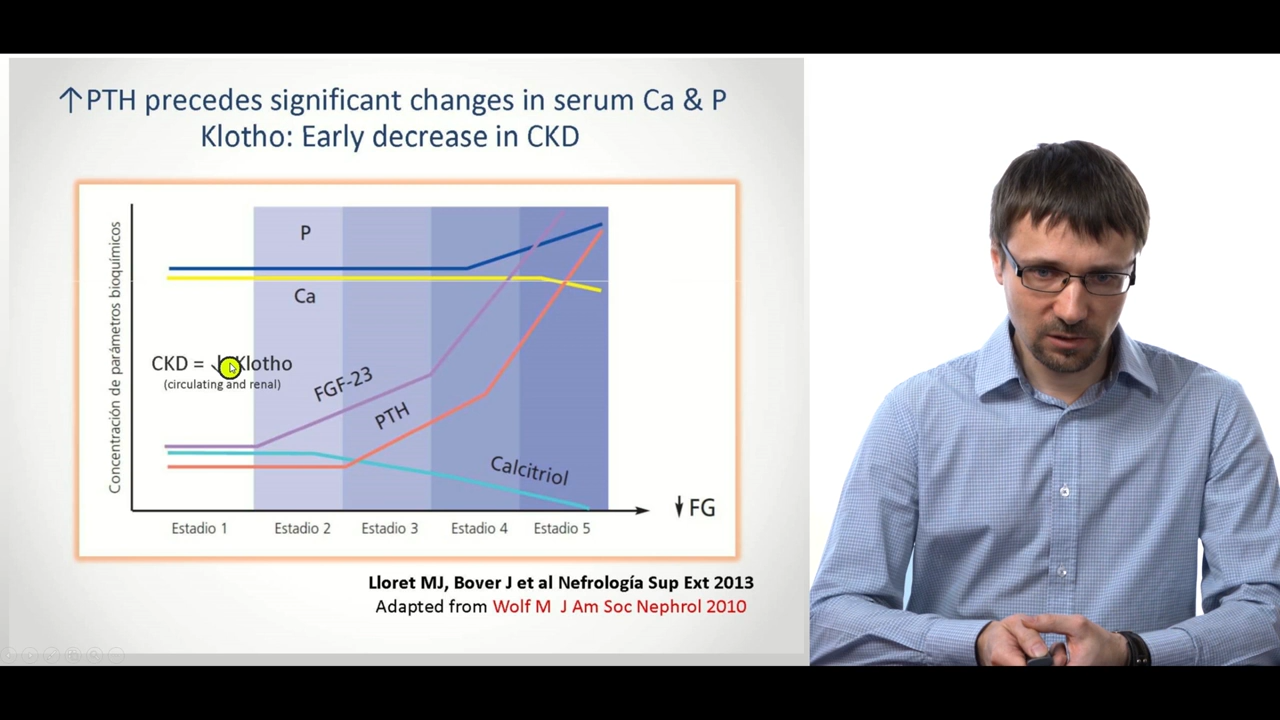 ↑PTH precedes significant changes in serum Ca & P
Klotho: Early decrease in CKD
Concentración de parámetros bioquímicos
P
Ca
CKD = ↓ Klotho
(circulating and renal)
FGF-23
PTH
Calcitriol
↓ FG
Estadio 1 Estadio 2 Estadio 3 Estadio 4 Estadio 5
Lloret MJ, Bover J et al Nefrología Sup Ext 2013
Adapted from Wolf M J Am Soc Nephrol 2010